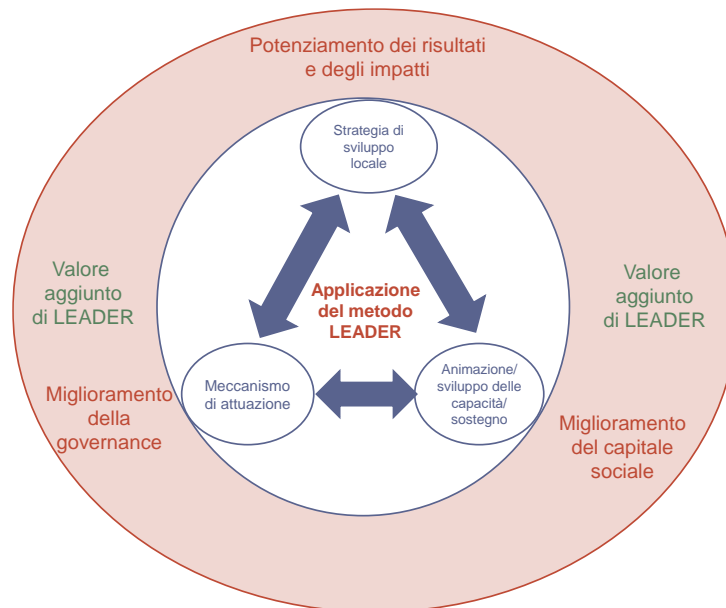 Potenziamento dei risultati
e degli impatti
Strategia di
sviluppo
locale
Valore
aggiunto
di LEADER
Applicazione
del metodo
LEADER
Valore
aggiunto
di LEADER
Meccanismo
di attuazione
Animazione/
sviluppo delle
capacità/
sostegno
Miglioramento
della
governance
Miglioramento
del capitale
sociale